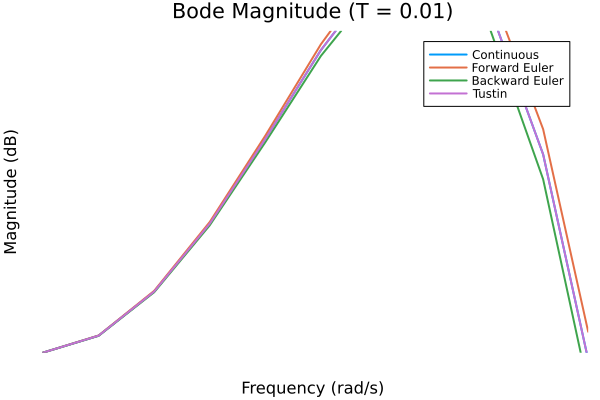 Bode Magnitude (T = 0.01)
Continuous
Forward Euler
Backward Euler
Tustin
Magnitude (dB)
Frequency (rad/s)